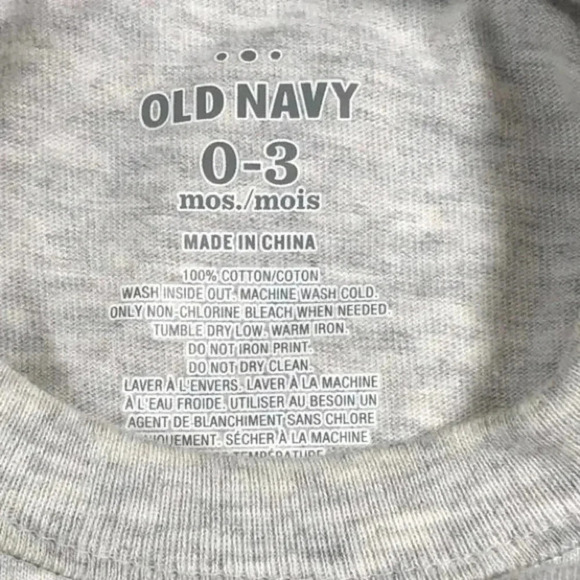 OLD NAVY
0-3
mos./mois
MADE IN CHINA
100% COTTON/COTON
WASH INSIDE OUT. MACHINE WASH COLD.
ONLY NON-CHLORINE BLEACH WHEN NEEDED.
TUMBLE DRY LOW. WARM IRON.
DO NOT IRON PRINT.
DO NOT DRY CLEAN.
LAVER À L'ENVERS. LAVER À LA MACHINE
À L'EAU FROIDE. UTILISER AU BESOIN UN
AGENT DE BLANCHIMENT SANS CHLORE
SÉCHER À LA MACHINE
TEMPÉRATURE